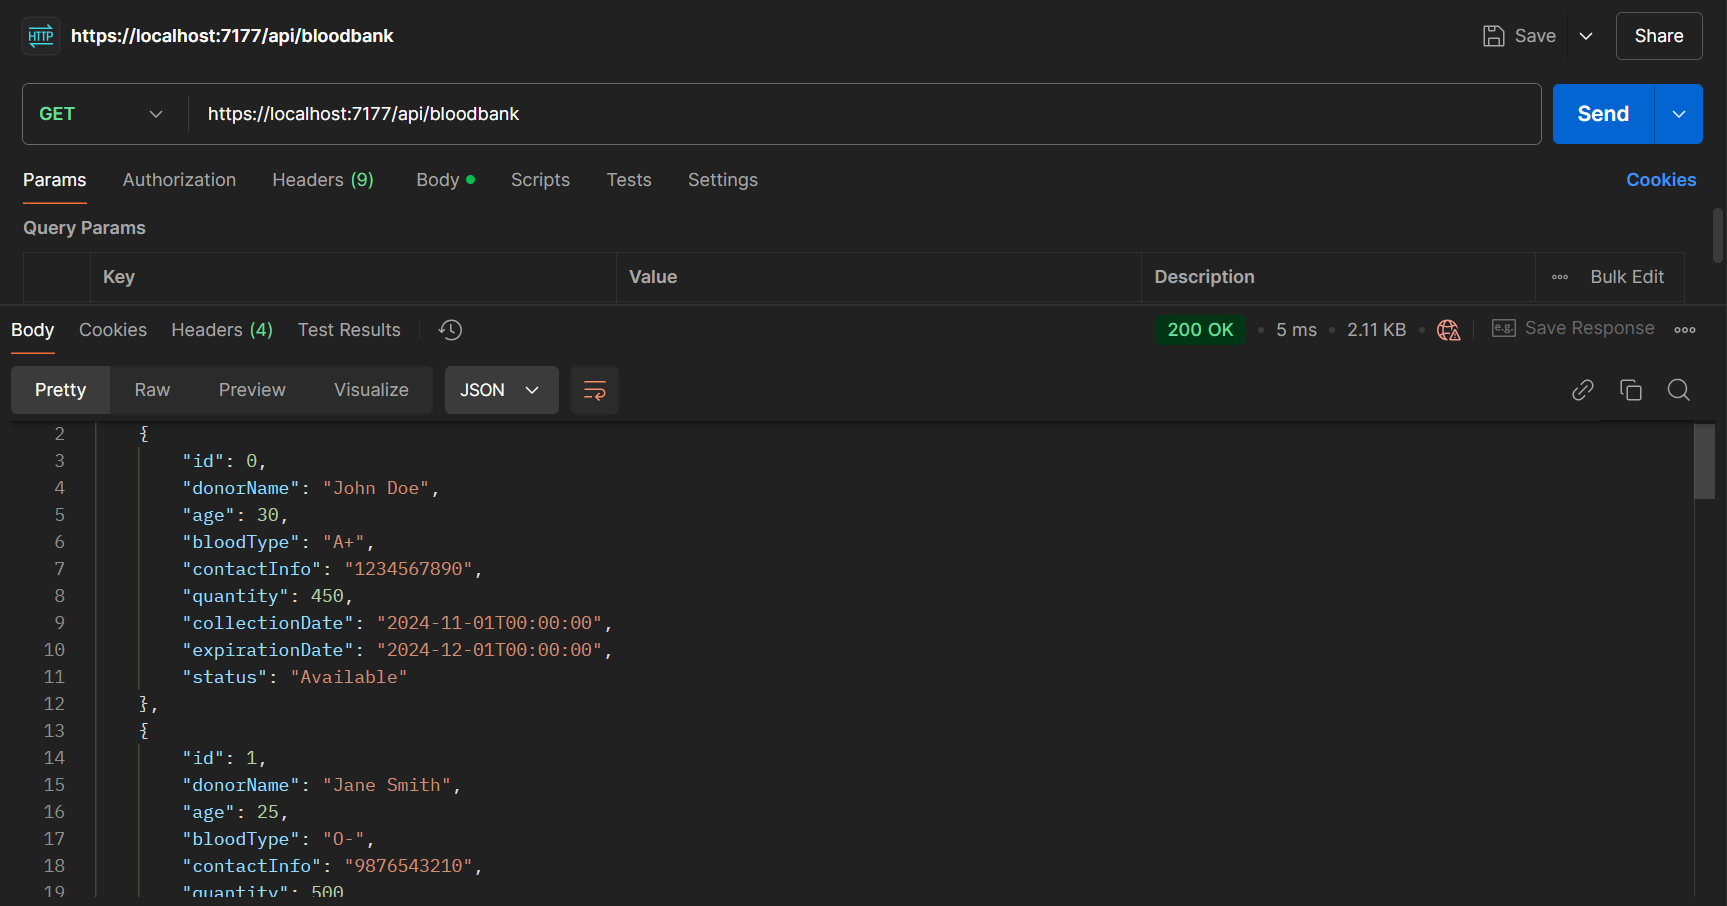 HTTP https://localhost:7177/api/bloodbank Save Share
GET https://localhost:7177/api/bloodbank Send
Params Authorization Headers (9) Body Scripts Tests Settings Cookies
Query Params
Key Value Description Bulk Edit
Body Cookies Headers (4) Test Results 200 OK 5 ms 2.11 KB e.g. Save Response
Pretty Raw Preview Visualize JSON
2 {
3 "id": 0,
4 "donorName": "John Doe",
5 "age": 30,
6 "bloodType": "A+",
7 "contactInfo": "1234567890",
8 "quantity": 450,
9 "collectionDate": "2024-11-01T00:00:00",
10 "expirationDate": "2024-12-01T00:00:00",
11 "status": "Available"
12 },
13 {
14 "id": 1,
15 "donorName": "Jane Smith",
16 "age": 25,
17 "bloodType": "O-",
18 "contactInfo": "9876543210",
19 "quantity": 500